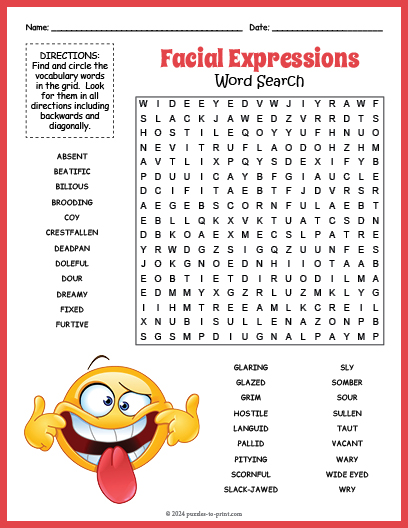 Name: Date:
DIRECTIONS:
Find and circle the
vocabulary words
in the grid. Look
for them in all
directions including
backwards and
diagonally.
Facial Expressions
Word Search
W I D E E Y E D V W J I Y R A W F
S L A C K J A W E D Z V R R D T S
H O S T I L E Q O Y Y U F H N U O
N E V I T R U F L A O D O H Z H M
A V T L I X P Q Y S D E X I F Y B
P D U U I C A Y B F G I A U C L E
D C I F I T A E B T F J D V R S R
A E G E B S C O R N F U L A E B T
E B L L Q K X V K T U A T C S D N
D B K O A E X M E C S L P A T R E
Y R W D G Z S I G Q Z U U N F E S
J O K G N O E D N H I I O T A A B
E O B T I E T D I R U O D I L M A
E D M M Y X G Z R L U Z M K L Y G
I I H M T R E E A M L K C R E I L
X N U B I S U L L E N A Z O N P B
S G S M P D I U G N A L P A Y M P
ABSENT
BEATIFIC
BILIOUS
BROODING
COY
CRESTFALLEN
DEADPAN
DOLEFUL
DOUR
DREAMY
FIXED
FURTIVE
GLARING
GLAZED
GRIM
HOSTILE
LANGUID
PALLID
PITYING
SCORNFUL
SLACK-JAWED
SLY
SOMBER
SOUR
SULLEN
TAUT
VACANT
WARY
WIDE EYED
WRY
© 2024 puzzles-to-print.com